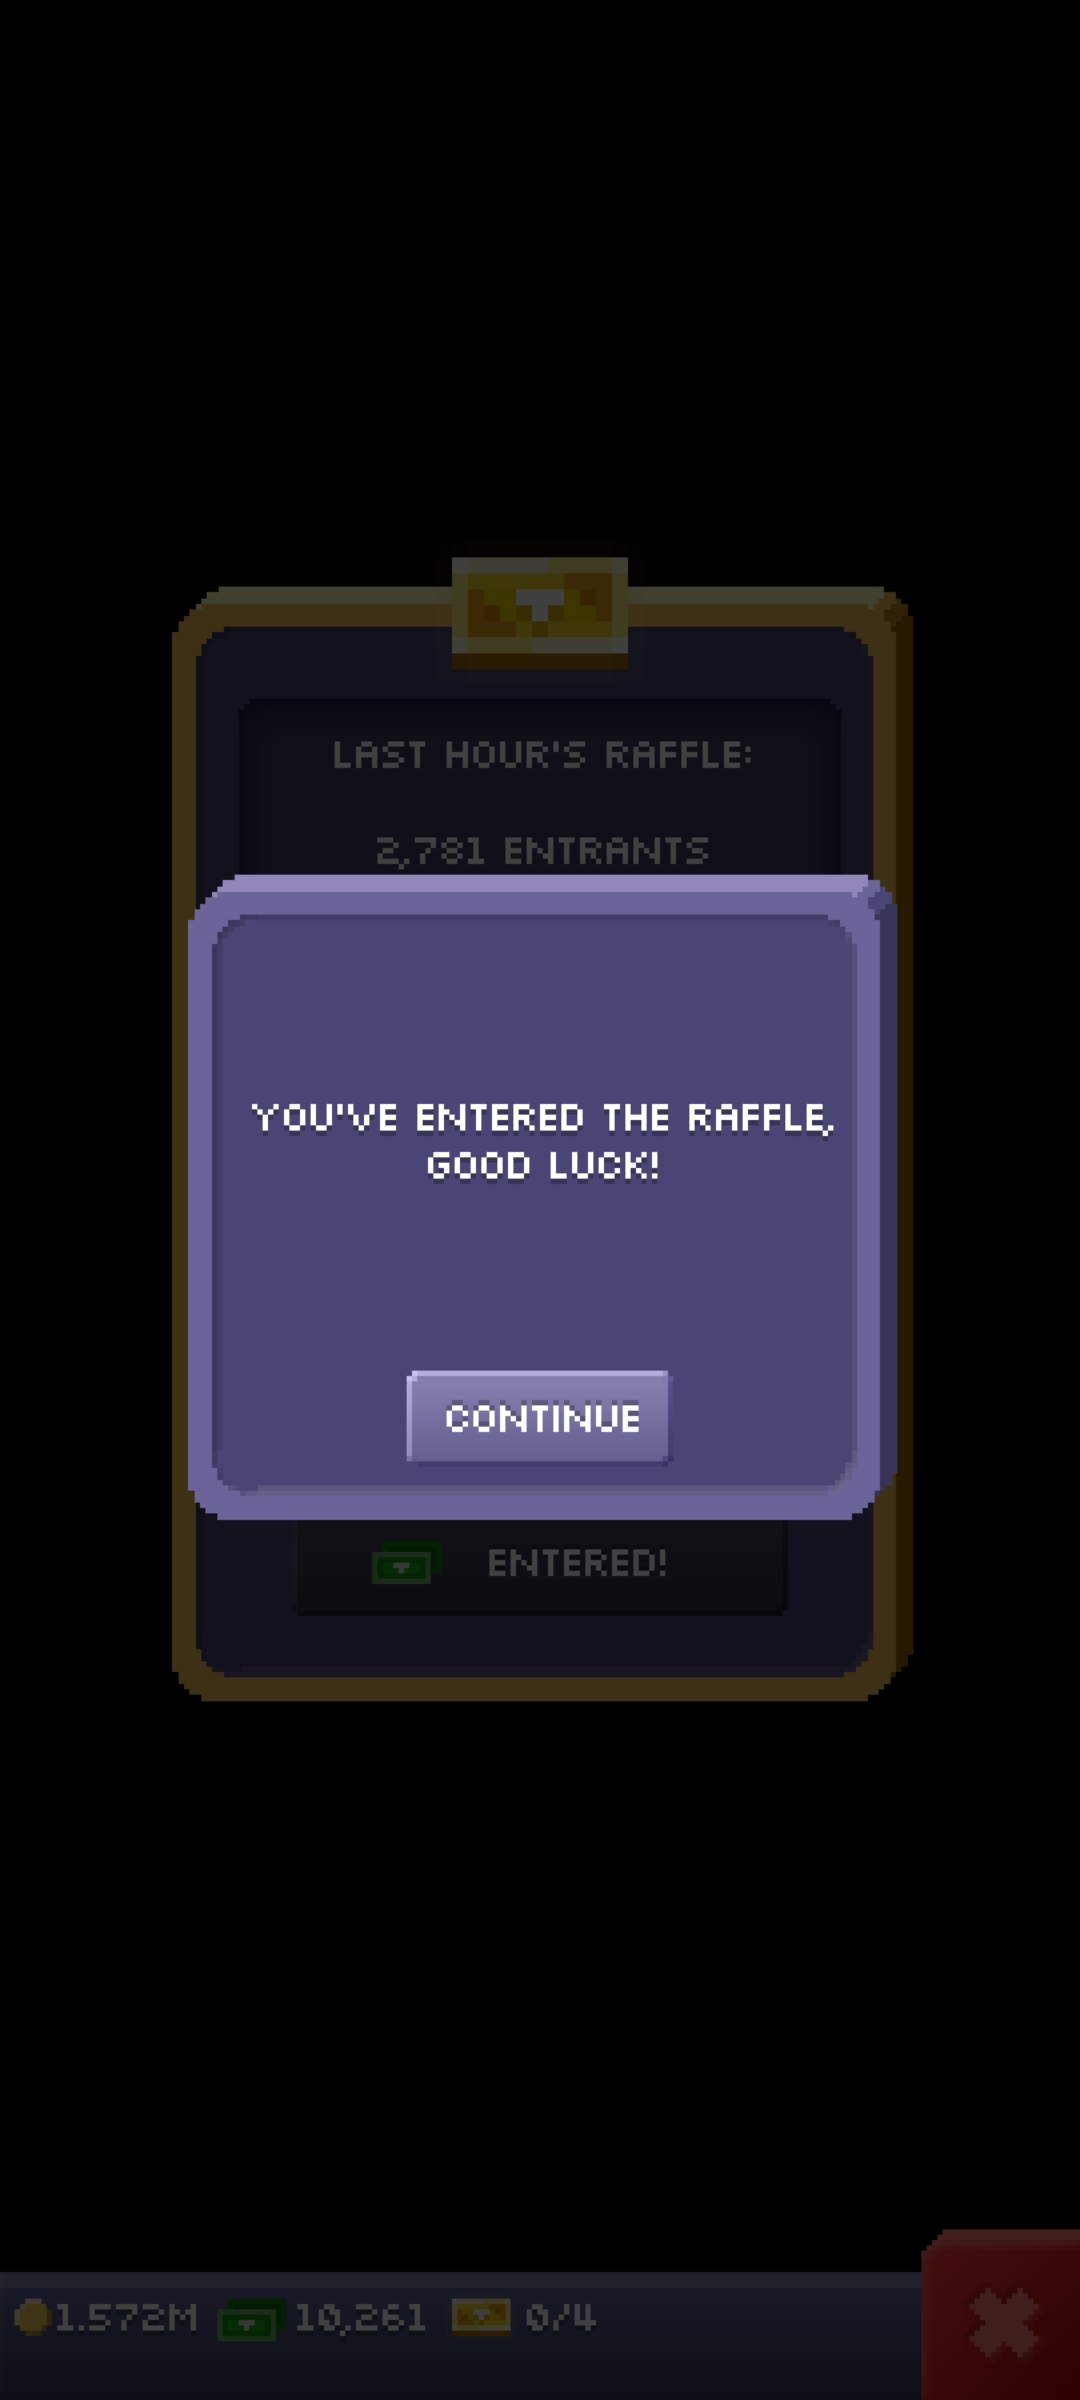 LAST HOUR'S RAFFLE:
2,781 ENTRANTS
YOU'VE ENTERED THE RAFFLE,
GOOD LUCK!
CONTINUE
ENTERED!
1.572M 10,261 0/4